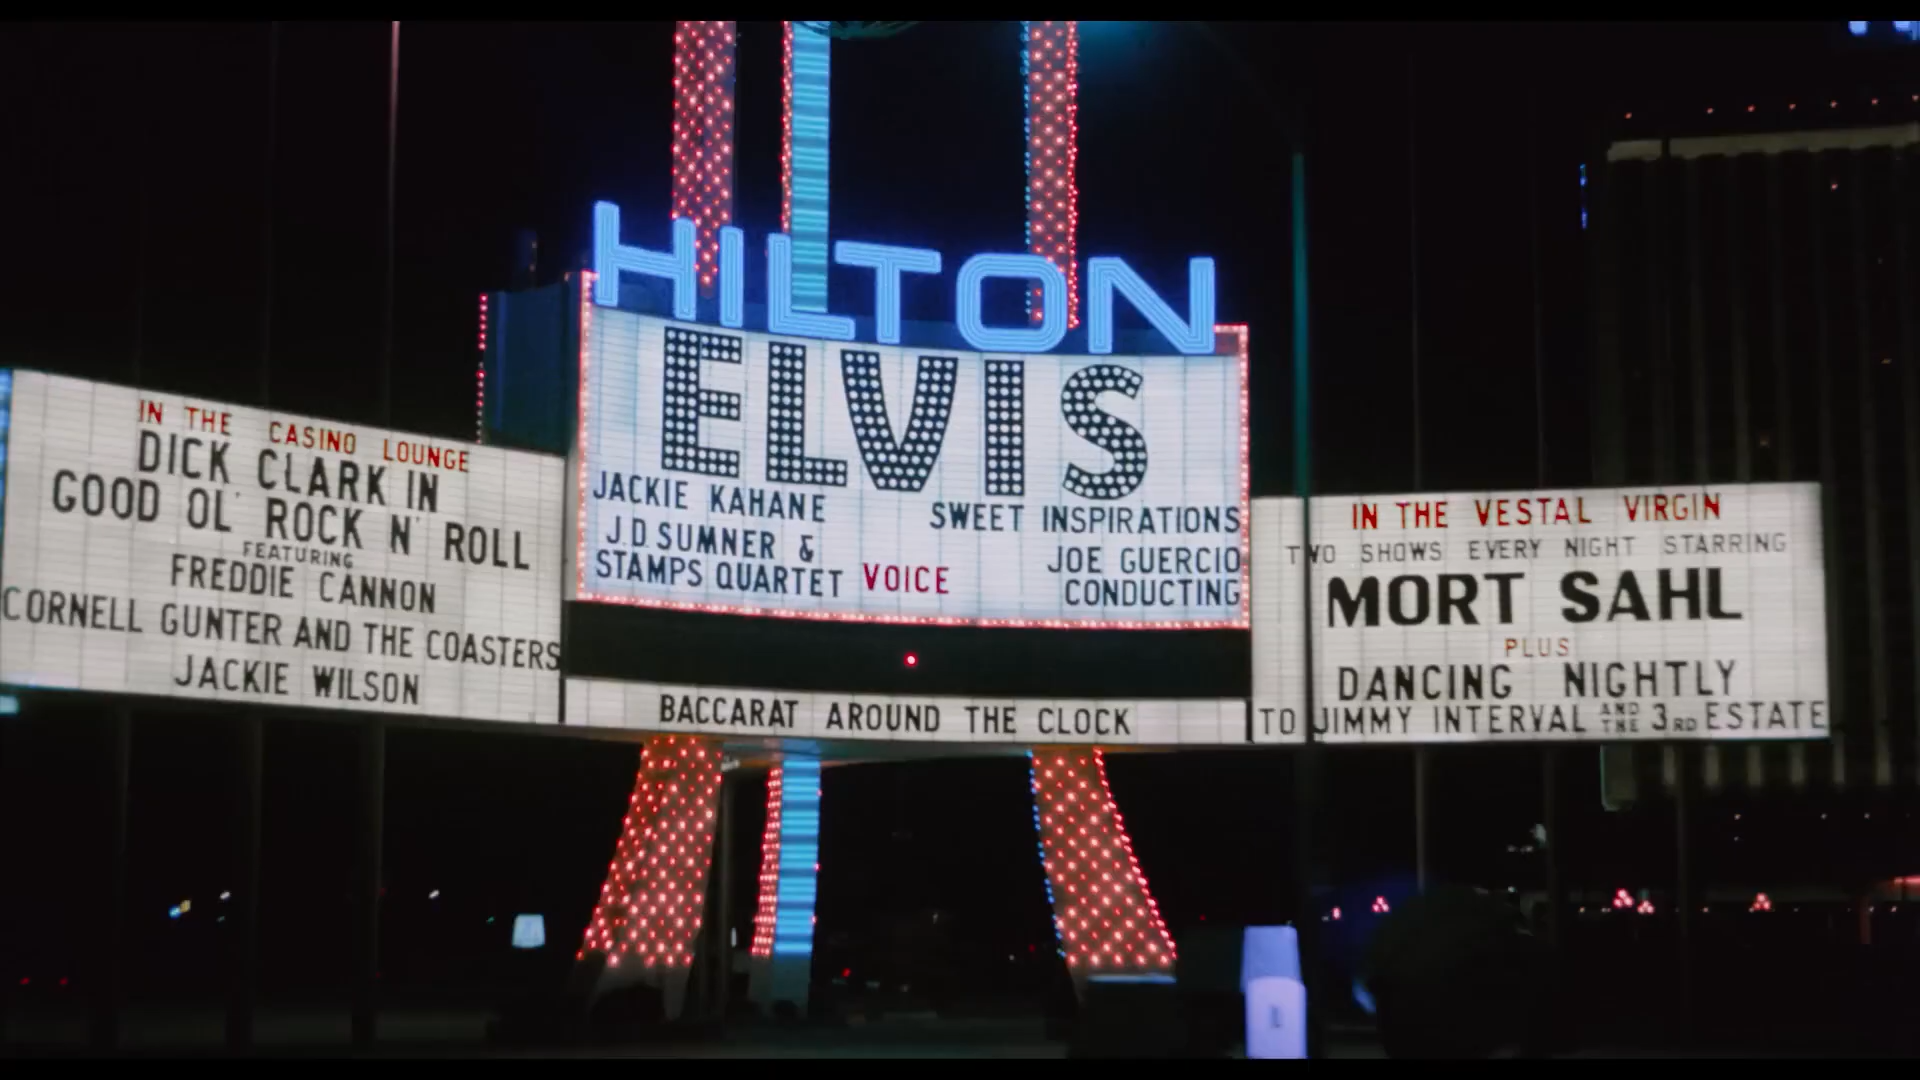 HILTON
ELVIS
JACKIE KAHANE
J.D. SUMNER &
STAMPS QUARTET
VOICE
SWEET INSPIRATIONS
JOE GUERCIO
CONDUCTING
IN THE CASINO LOUNGE
DICK CLARK IN
GOOD OL' ROCK N' ROLL
FEATURING
FREDDIE CANNON
CORNELL GUNTER AND THE COASTERS
JACKIE WILSON
BACCARAT AROUND THE CLOCK
IN THE VESTAL VIRGIN
TWO SHOWS EVERY NIGHT STARRING
MORT SAHL
PLUS
DANCING NIGHTLY
TO JIMMY INTERVAL AND THE 3RD ESTATE